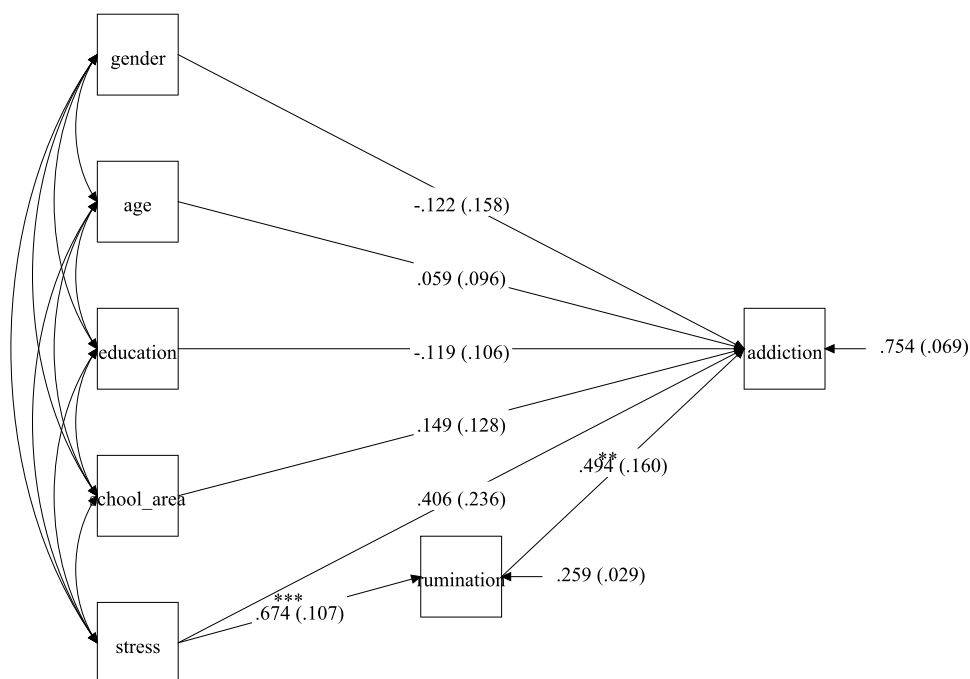 gender
-.122 (.158)
age
.059 (.096)
education
-.119 (.106)
addiction
.754 (.069)
.149 (.128)
**
.494 (.160)
chool_area
.406 (.236)
rumination
.259 (.029)
***
.674 (.107)
stress